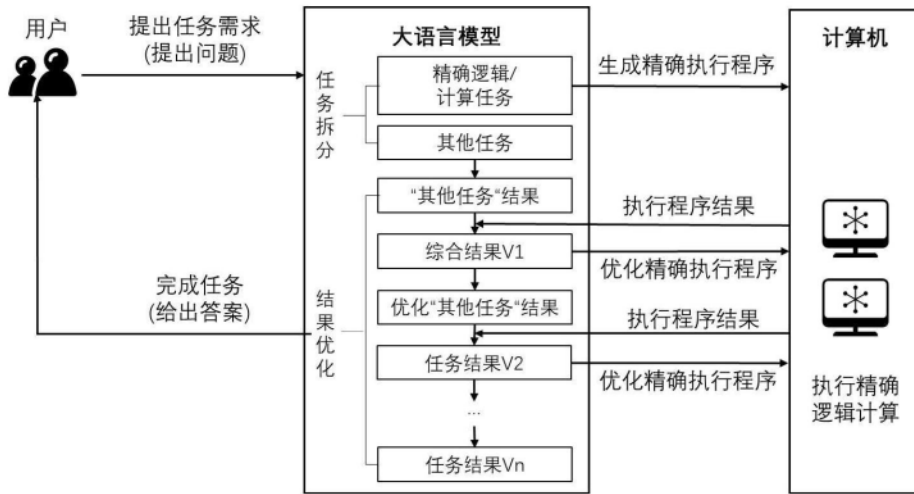 用户
提出任务需求
(提出问题)
大语言模型
计算机
任务拆分
精确逻辑/
计算任务
生成精确执行程序
其他任务
"其他任务"结果
执行程序结果
综合结果V1
优化精确执行程序
完成任务
(给出答案)
结果优化
优化"其他任务"结果
执行程序结果
任务结果V2
优化精确执行程序
执行精确
逻辑计算
...
任务结果Vn